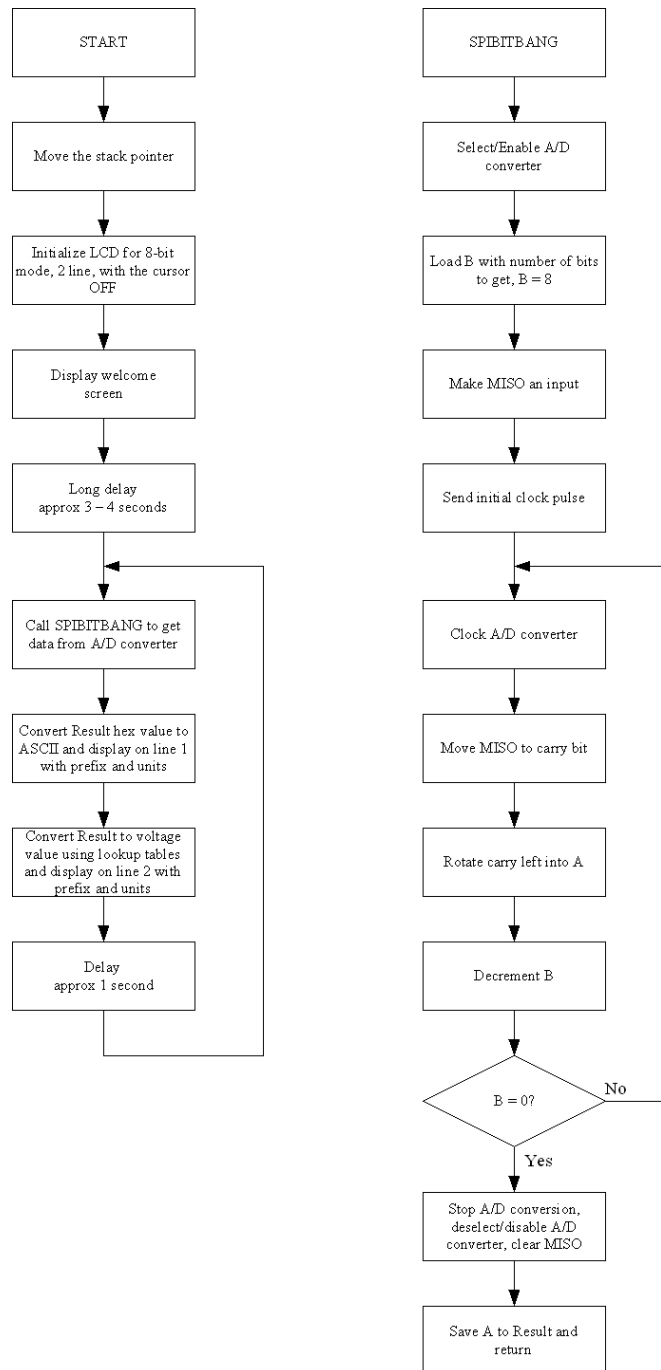 START
Move the stack pointer
Initialize LCD for 8-bit
mode, 2 line, with the cursor
OFF
Display welcome
screen
Long delay
approx 3 – 4 seconds
Call SPIBITBANG to get
data from A/D converter
Convert Result hex value to
ASCII and display on line 1
with prefix and units
Convert Result to voltage
value using lookup tables
and display on line 2 with
prefix and units
Delay
approx 1 second
SPIBITBANG
Select/Enable A/D
converter
Load B with number of bits
to get, B = 8
Make MISO an input
Send initial clock pulse
Clock A/D converter
Move MISO to carry bit
Rotate carry left into A
Decrement B
B = 0?
No
Yes
Stop A/D conversion,
deselect/disable A/D
converter, clear MISO
Save A to Result and
return